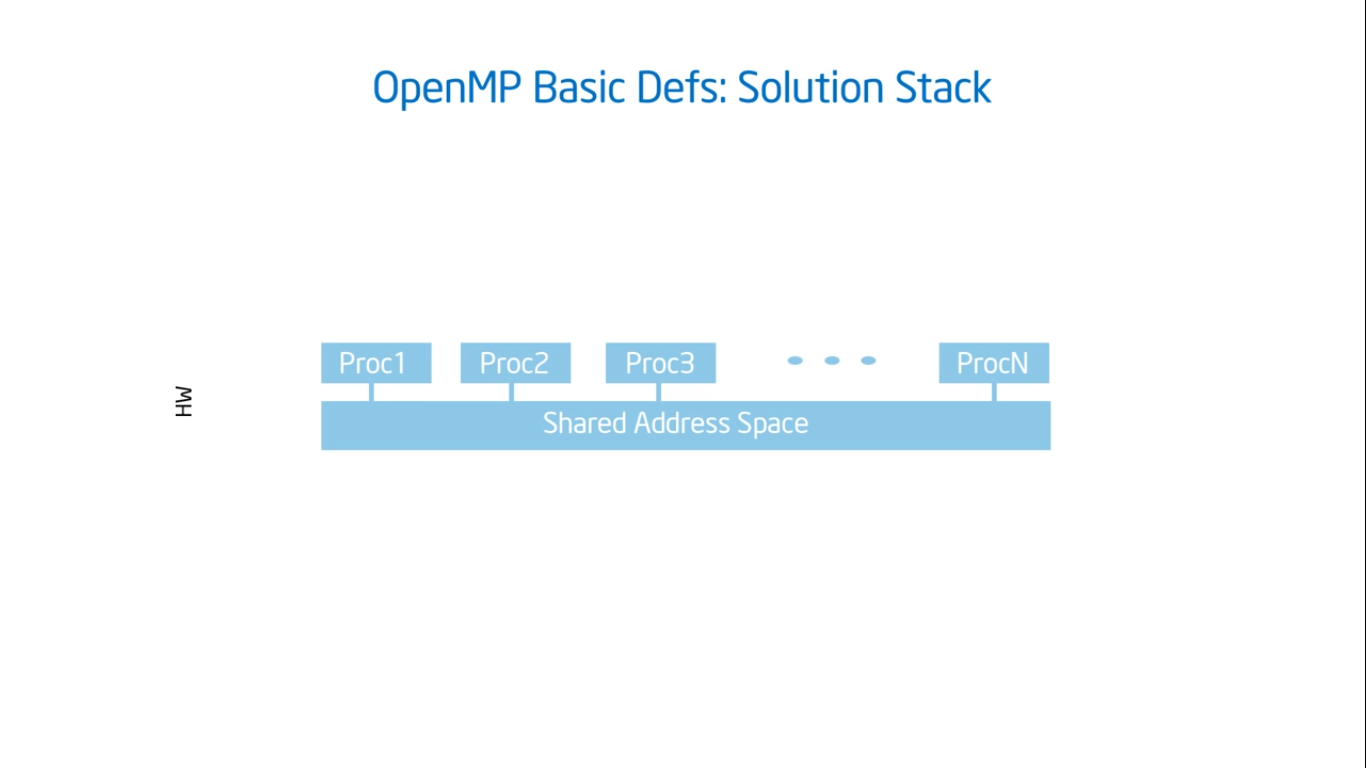 OpenMP Basic Defs: Solution Stack
HW
Proc1 Proc2 Proc3 ProcN
Shared Address Space